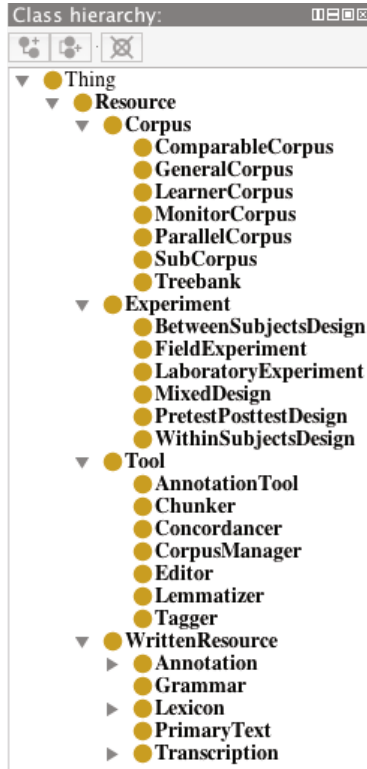 Class hierarchy:
Thing
Resource
Corpus
ComparableCorpus
GeneralCorpus
LearnerCorpus
MonitorCorpus
ParallelCorpus
SubCorpus
Treebank
Experiment
BetweenSubjectsDesign
FieldExperiment
LaboratoryExperiment
MixedDesign
PretestPosttestDesign
WithinSubjectsDesign
Tool
AnnotationTool
Chunker
Concordancer
CorpusManager
Editor
Lemmatizer
Tagger
WrittenResource
Annotation
Grammar
Lexicon
PrimaryText
Transcription